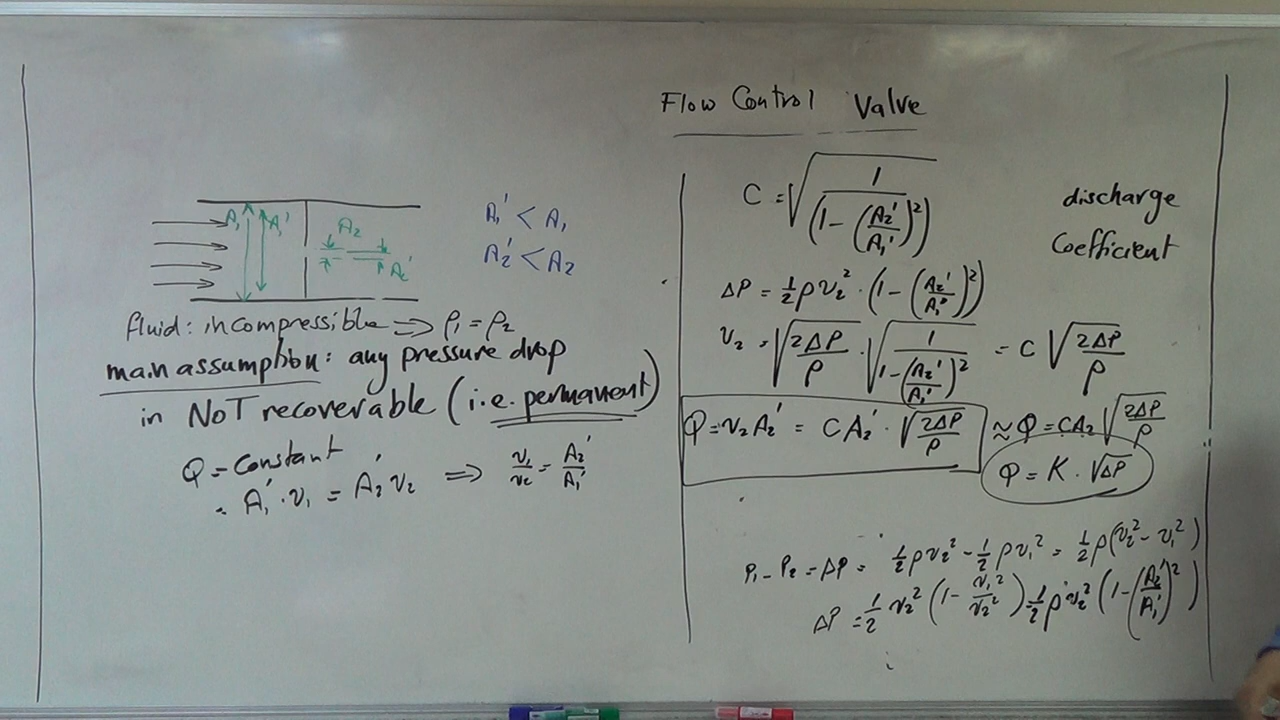 Flow Control Valve
A₁ A₁' A₂ A₂'
A₁' < A₁
A₂' < A₂
fluid: incompressible ⇒ ρ₁ = ρ₂
main assumption: any pressure drop
in NOT recoverable (i.e. permanent)
Q = Constant
= A₁' · v₁ = A₂' v₂ ⇒ v₁/v₂ = A₂'/A₁'
C = √(1/(1 - (A₂'/A₁')²))
discharge
Coefficient
ΔP = ½ρv₂² · (1 - (A₂'/A₁')²)
v₂ = √(2ΔP/ρ) · √(1/(1 - (A₂'/A₁')²)) = C√(2ΔP/ρ)
Q = v₂A₂' = CA₂' · √(2ΔP/ρ) ≈ Q = CA₂√(2ΔP/ρ)
Q = K · √ΔP
P₁ - P₂ = ΔP = ½ρv₂² - ½ρv₁² = ½ρ(v₂² - v₁²)
ΔP = ½ v₂² (1 - v₁²/v₂²) = ½ρv₂² (1 - (A₂'/A₁')²)